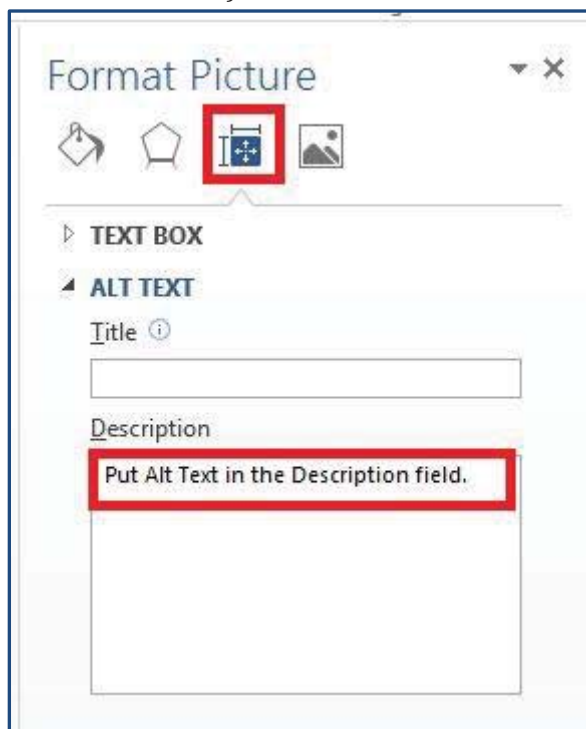 Format Picture
TEXT BOX
ALT TEXT
Title
Description
Put Alt Text in the Description field.